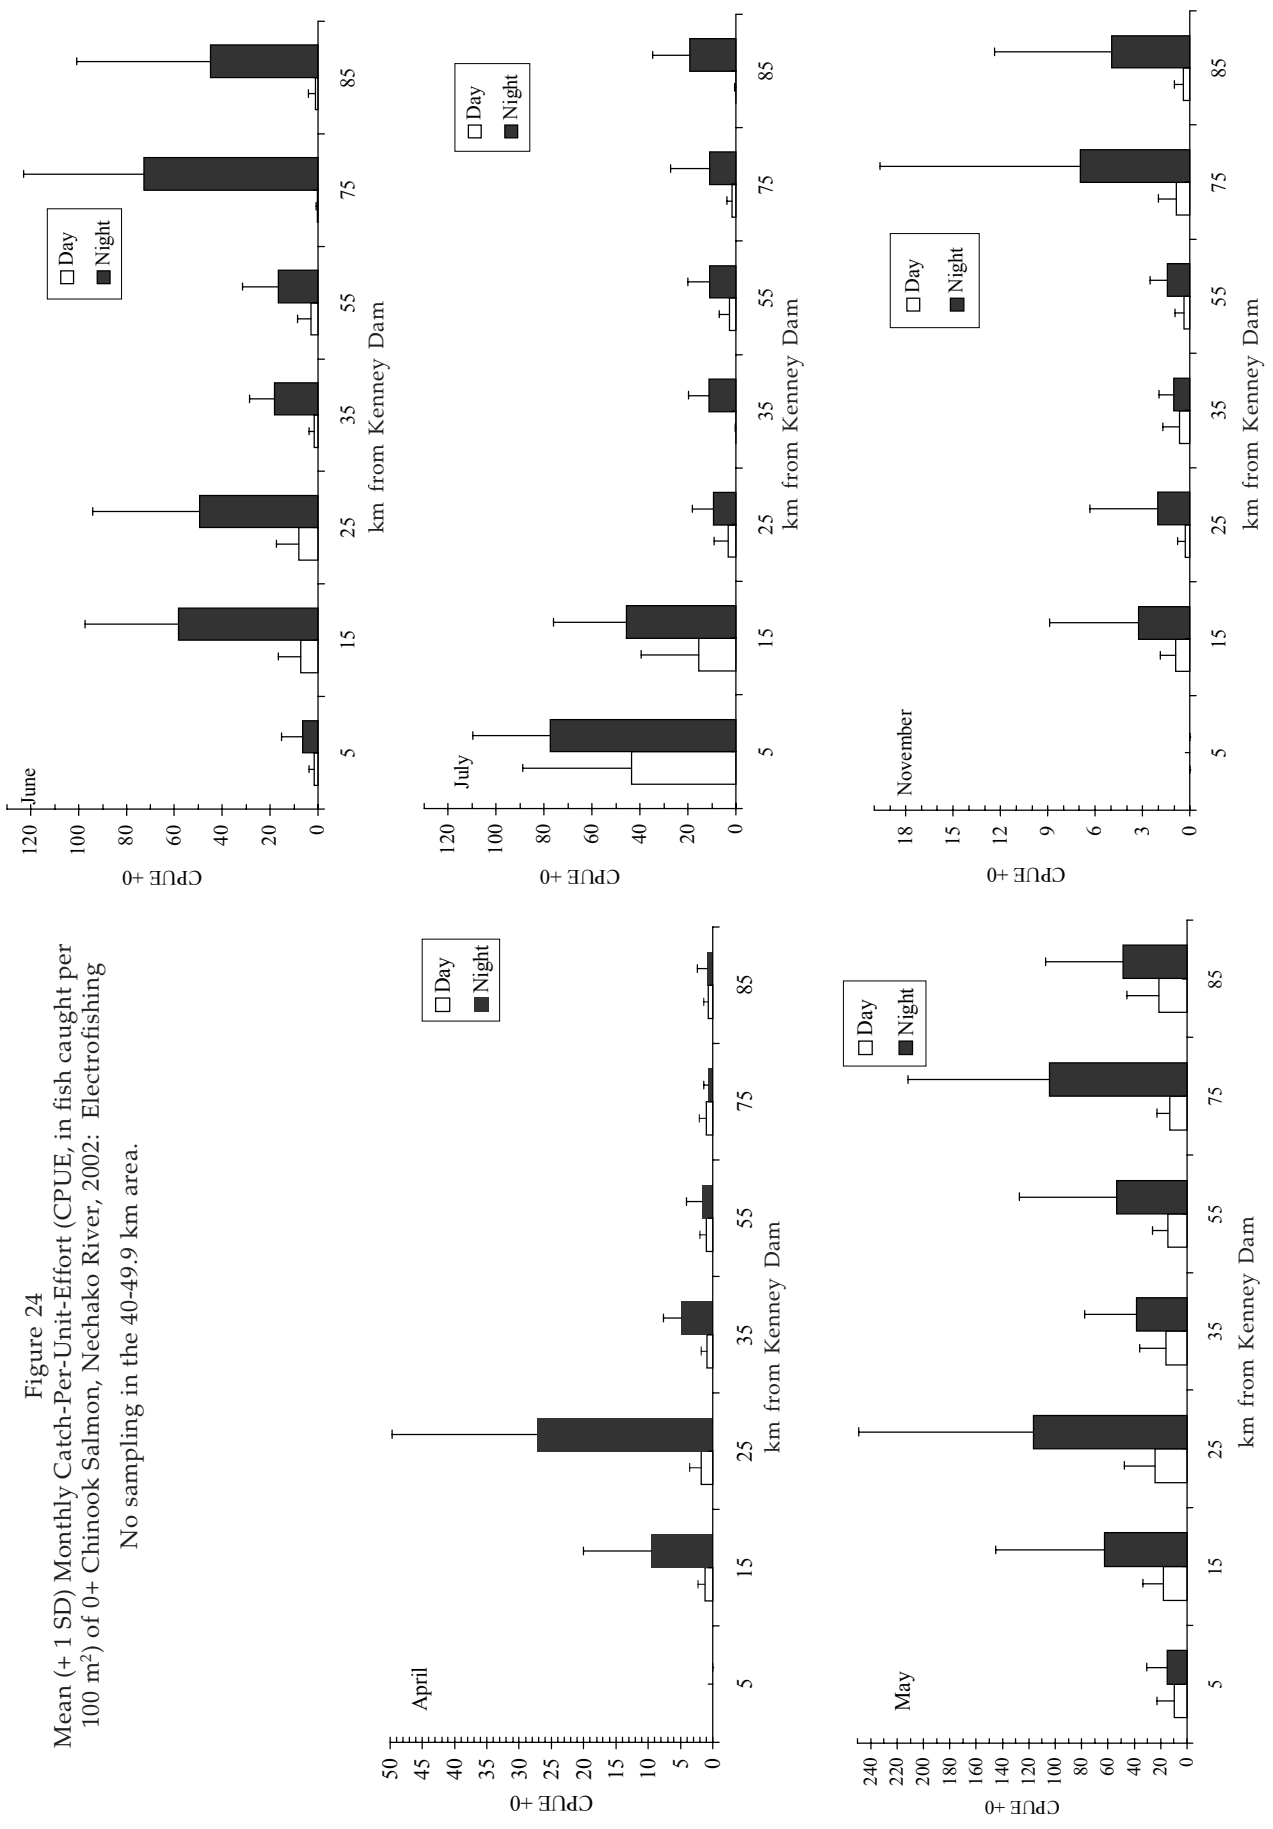 Figure 24
Mean (+ 1 SD) Monthly Catch-Per-Unit-Effort (CPUE, in fish caught per
100 m²) of 0+ Chinook Salmon, Nechako River, 2002: Electrofishing
No sampling in the 40-49.9 km area.
April
Day
Night
CPUE +0
50
45
40
35
30
25
20
15
10
5
0
5 15 25 35 55 75 85
km from Kenney Dam
May
Day
Night
CPUE +0
240
220
200
180
160
140
120
100
80
60
40
20
0
5 15 25 35 55 75 85
km from Kenney Dam
June
Day
Night
CPUE +0
120
100
80
60
40
20
0
5 15 25 35 55 75 85
km from Kenney Dam
July
Day
Night
CPUE +0
120
100
80
60
40
20
0
5 15 25 35 55 75 85
km from Kenney Dam
November
Day
Night
CPUE +0
18
15
12
9
6
3
0
5 15 25 35 55 75 85
km from Kenney Dam